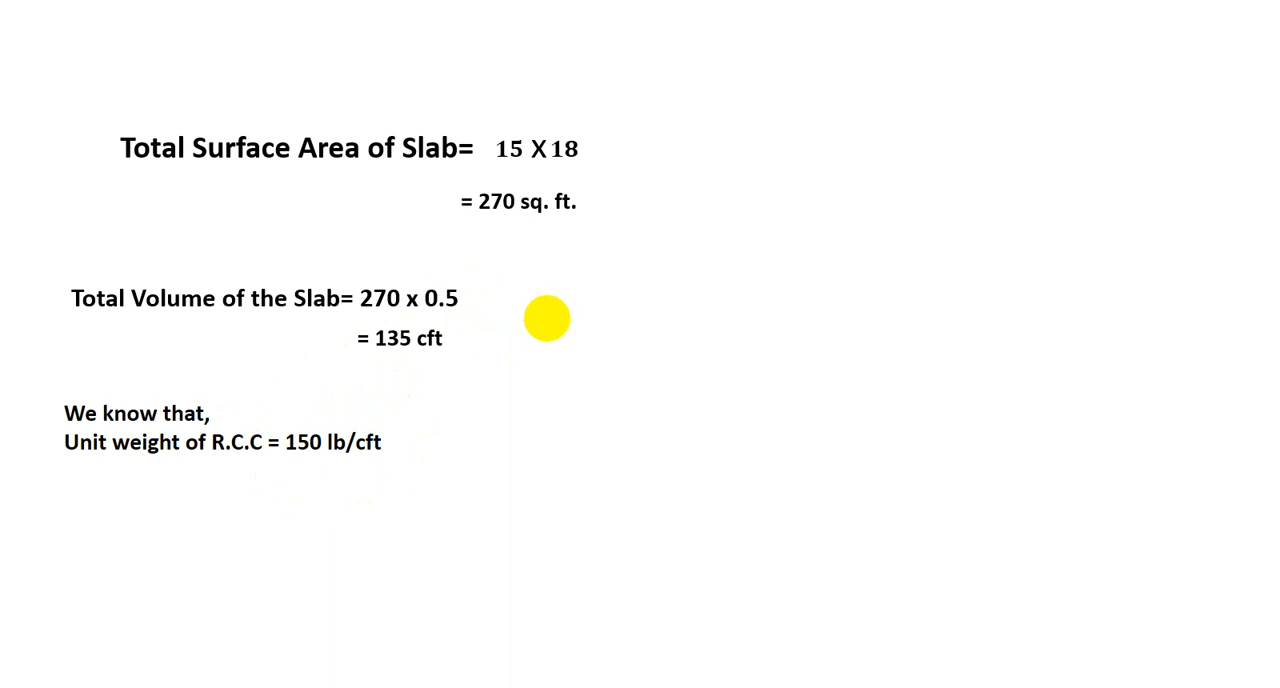 Total Surface Area of Slab= 15 X 18
= 270 sq. ft.
Total Volume of the Slab= 270 x 0.5
= 135 cft
We know that,
Unit weight of R.C.C = 150 lb/cft